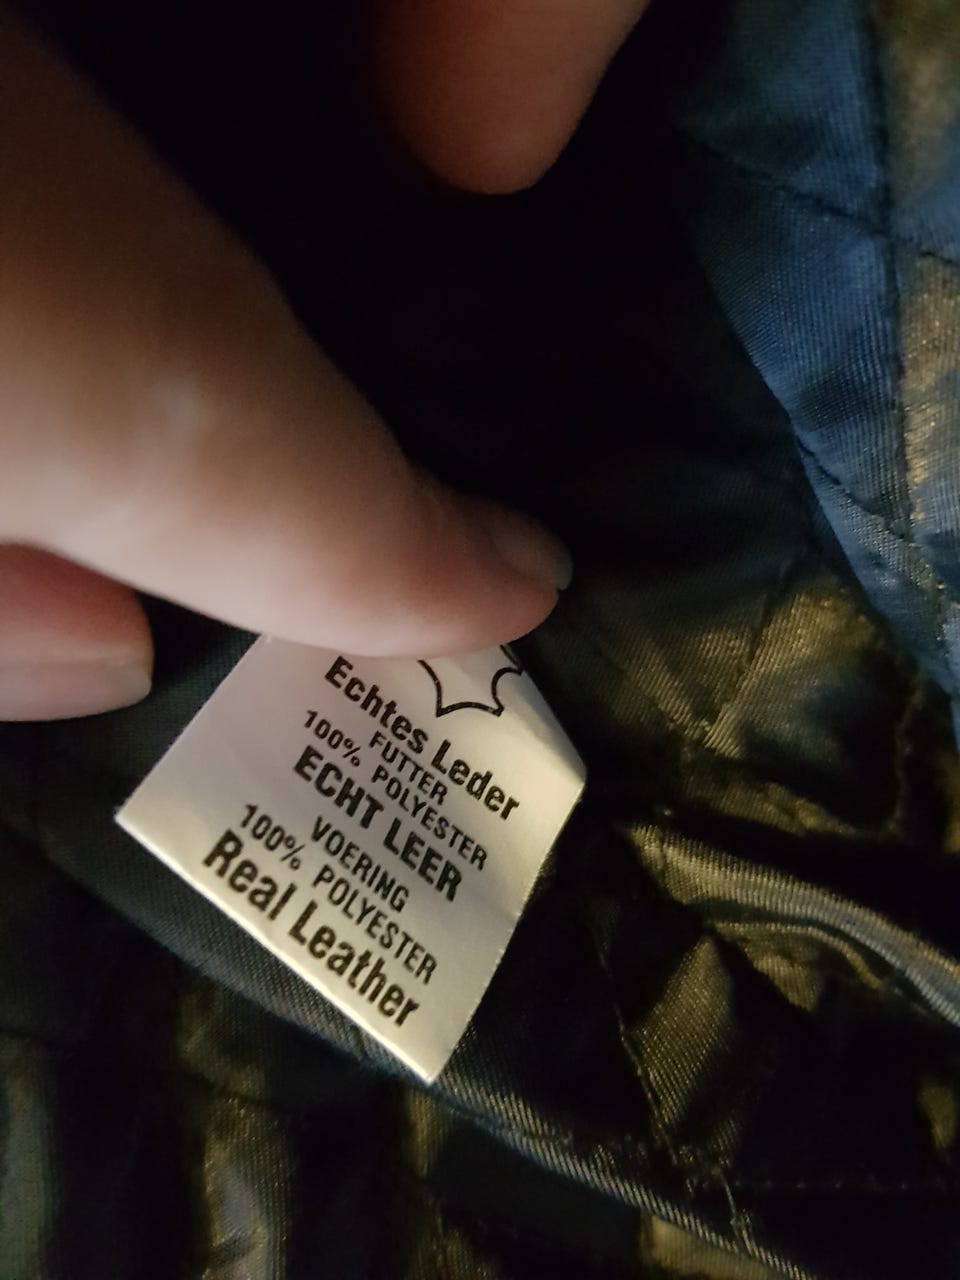 Echtes Leder
FUTTER
100% POLYESTER
ECHT LEER
VOERING
100% POLYESTER
Real Leather